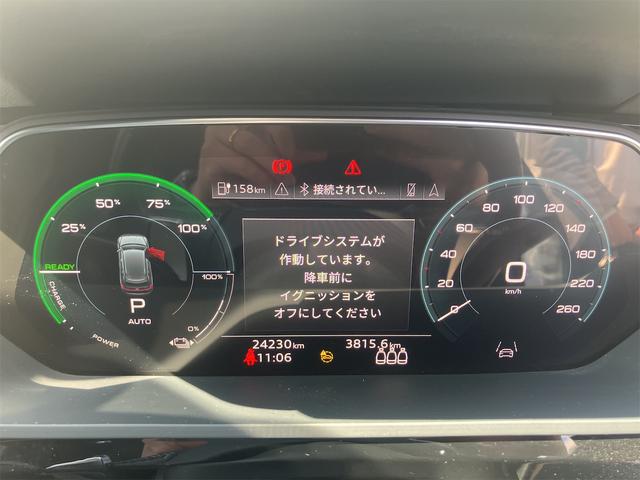 158km
接続されてい...
50%
75%
25%
100%
READY
CHARGE
P
AUTO
POWER
100%
0%
ドライブシステムが
作動しています。
降車前に
イグニッションを
オフにしてください
24230km
3815.6km
11:06
0
20
40
60
80
100
120
140
180
220
260
0
km/h